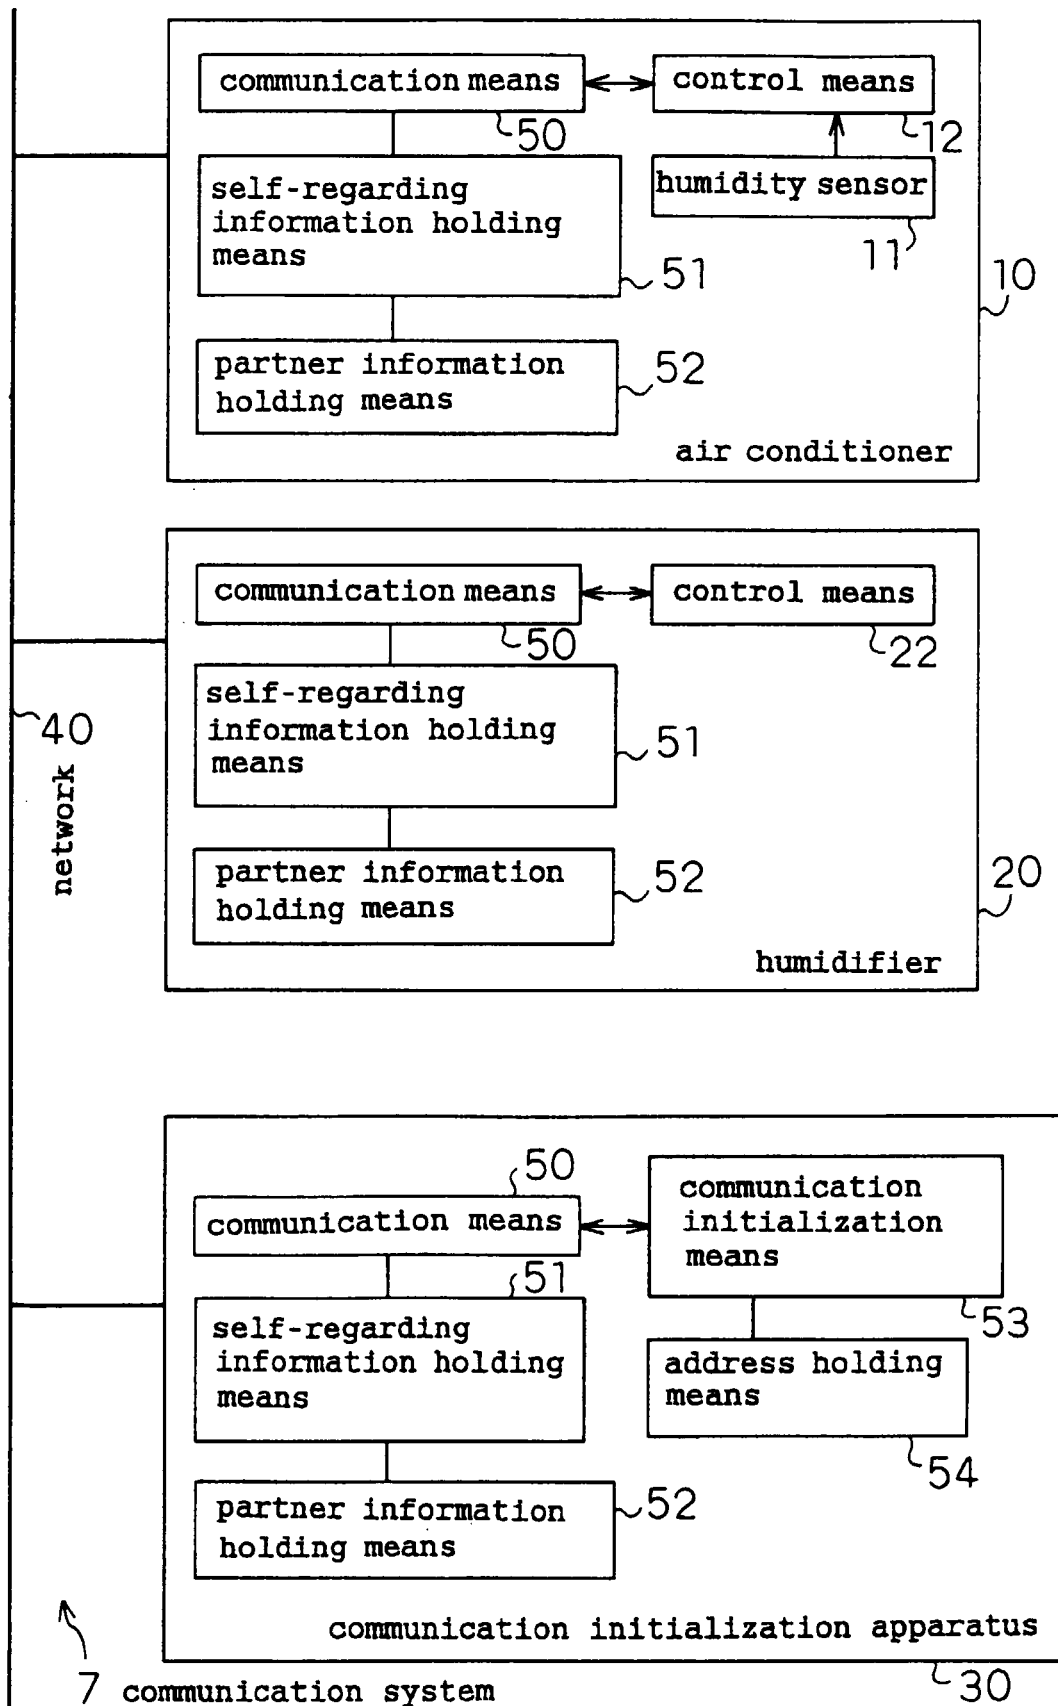 communication means
50
control means
12
humidity sensor
11
self-regarding
information holding
means
51
10
partner information
holding means
52
air conditioner
communication means
50
control means
22
self-regarding
information holding
means
51
40
network
partner information
holding means
52
20
humidifier
50
communication means
communication
initialization
means
53
51
self-regarding
information holding
means
address holding
means
54
partner information
holding means
52
communication initialization apparatus
30
7 communication system